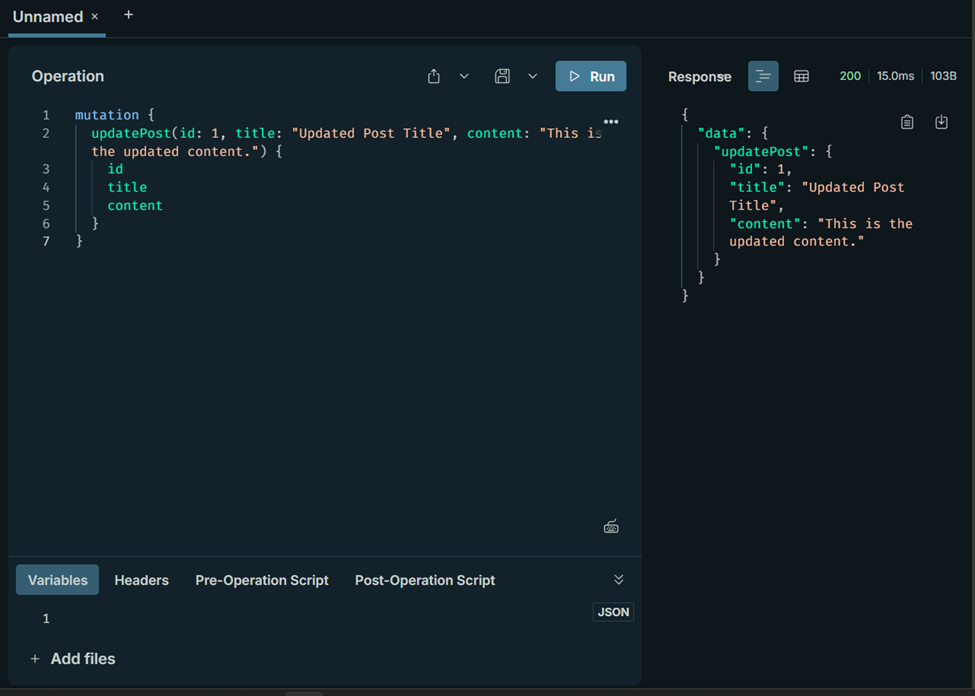 Unnamed × +
Operation
Run
1 mutation {
2 updatePost(id: 1, title: "Updated Post Title", content: "This is
the updated content.") {
3 id
4 title
5 content
6 }
7 }
Variables Headers Pre-Operation Script Post-Operation Script
1
JSON
+ Add files
Response 200 15.0ms 103B
{
"data": {
"updatePost": {
"id": 1,
"title": "Updated Post
Title",
"content": "This is the
updated content."
}
}
}